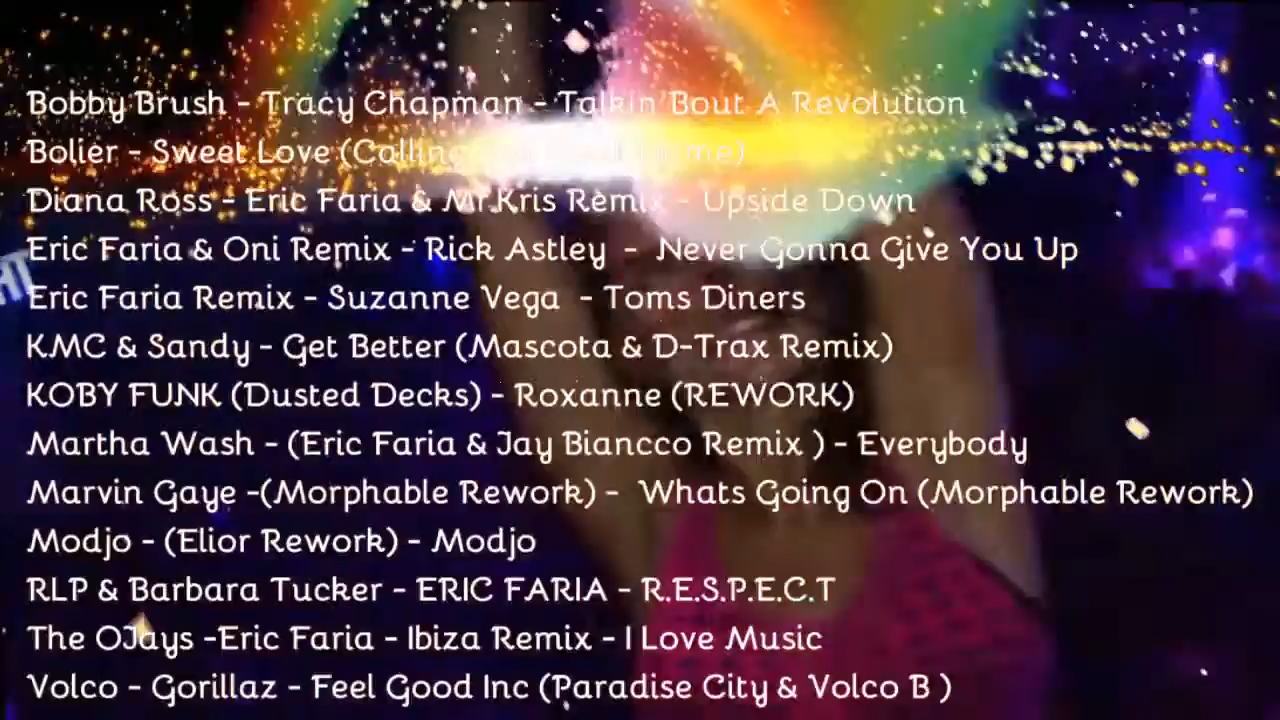 Bobby Brush - Tracy Chapman - Talkin'Bout A Revolution
Bolier - Sweet Love (Calling me)
Diana Ross - Eric Faria & Mr.Kris Remix - Upside Down
Eric Faria & Oni Remix - Rick Astley - Never Gonna Give You Up
Eric Faria Remix - Suzanne Vega - Toms Diners
KMC & Sandy - Get Better (Mascota & D-Trax Remix)
KOBY FUNK (Dusted Decks) - Roxanne (REWORK)
Martha Wash - (Eric Faria & Jay Biancco Remix ) - Everybody
Marvin Gaye -(Morphable Rework) - Whats Going On (Morphable Rework)
Modjo - (Elior Rework) - Modjo
RLP & Barbara Tucker - ERIC FARIA - R.E.S.P.E.C.T
The OJays -Eric Faria - Ibiza Remix - I Love Music
Volco - Gorillaz - Feel Good Inc (Paradise City & Volco B )